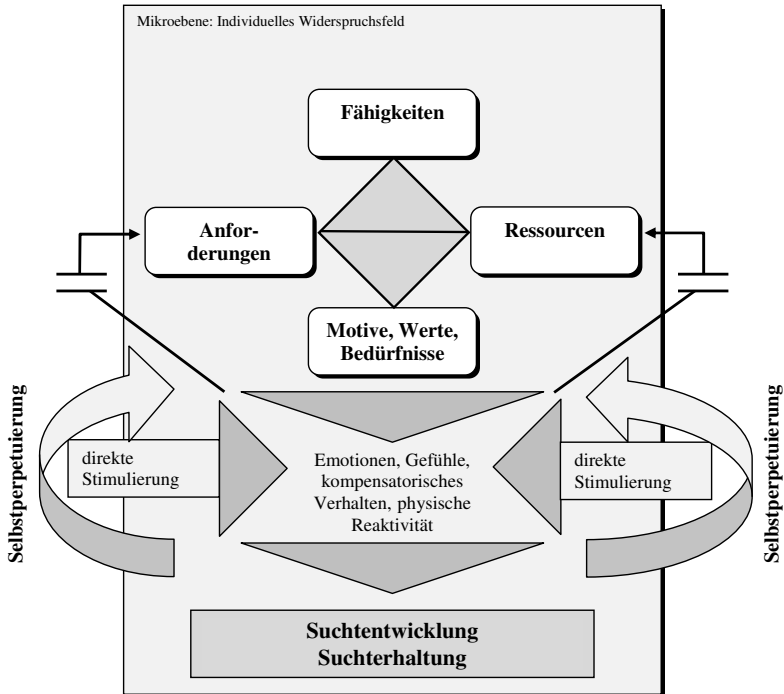 Mikroebene: Individuelles Widerspruchsfeld
Fähigkeiten
Anfor-
derungen
Ressourcen
Motive, Werte,
Bedürfnisse
Selbstperpetuierung
direkte
Stimulierung
Emotionen, Gefühle,
kompensatorisches
Verhalten, physische
Reaktivität
direkte
Stimulierung
Selbstperpetuierung
Suchtentwicklung
Suchterhaltung